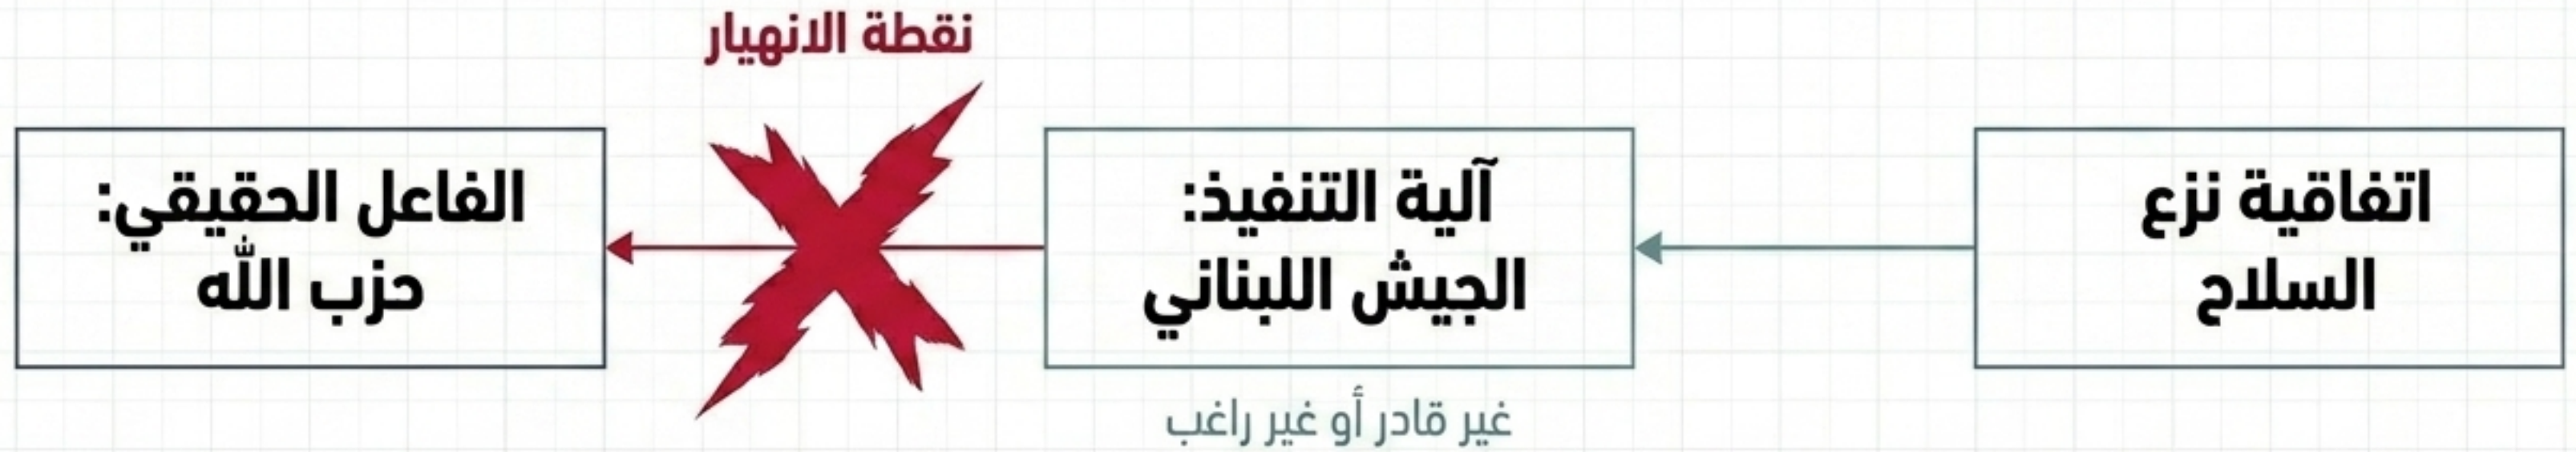 نقطة الانهيار
اتفاقية نزع
السلاح
آلية التنفيذ:
الجيش اللبناني
غير قادر أو غير راغب
الفاعل الحقيقي:
حزب الله